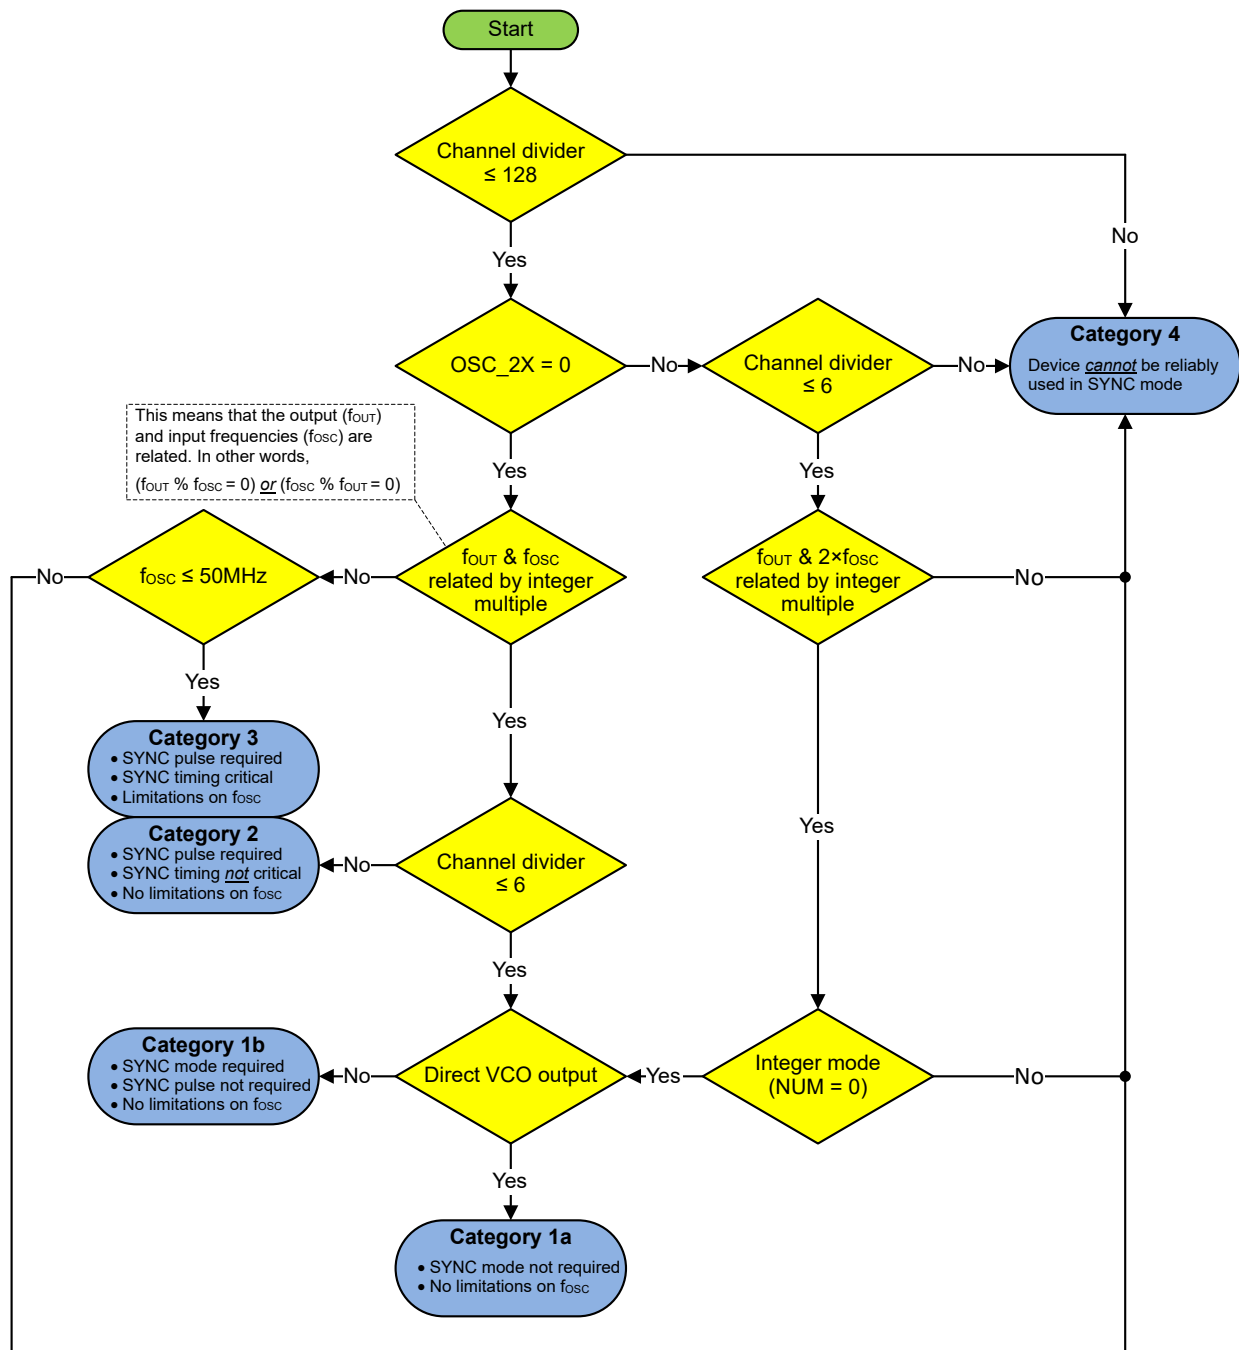 Start
Channel divider
≤ 128
No
Yes
OSC_2X = 0
No
Channel divider
≤ 6
No
Category 4
Device cannot be reliably
used in SYNC mode
This means that the output (fOUT)
and input frequencies (fOSC) are
related. In other words,
(fOUT % fOSC = 0) or (fOSC % fOUT = 0)
Yes
Yes
No
fOSC ≤ 50MHz
No
fOUT & fOSC
related by integer
multiple
fOUT & 2×fOSC
related by integer
multiple
No
Yes
Yes
Category 3
• SYNC pulse required
• SYNC timing critical
• Limitations on fOSC
Category 2
• SYNC pulse required
• SYNC timing not critical
• No limitations on fOSC
No
Channel divider
≤ 6
Yes
Yes
Category 1b
• SYNC mode required
• SYNC pulse not required
• No limitations on fOSC
No
Direct VCO output
Yes
Integer mode
(NUM = 0)
No
Yes
Category 1a
• SYNC mode not required
• No limitations on fOSC